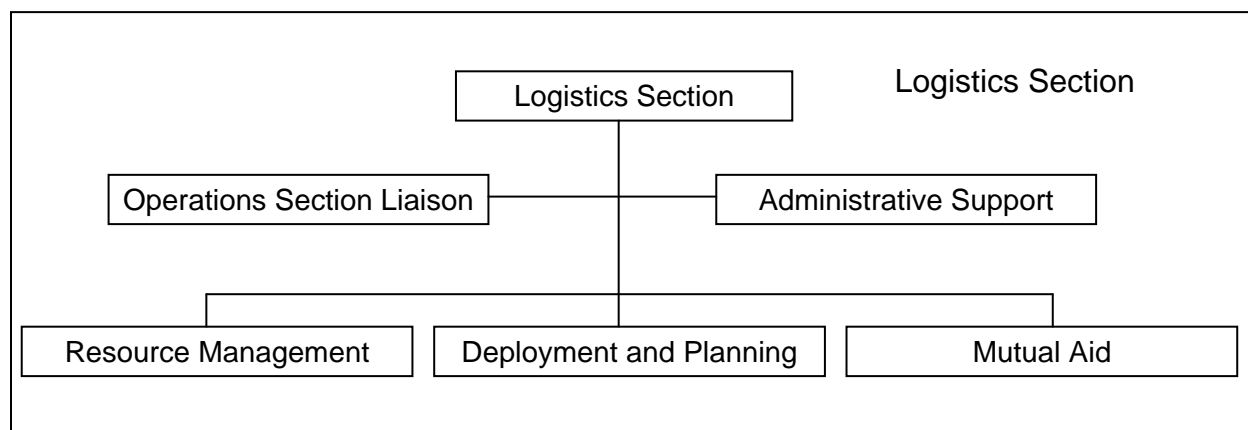 Logistics Section
Logistics Section
Operations Section Liaison
Administrative Support
Resource Management
Deployment and Planning
Mutual Aid